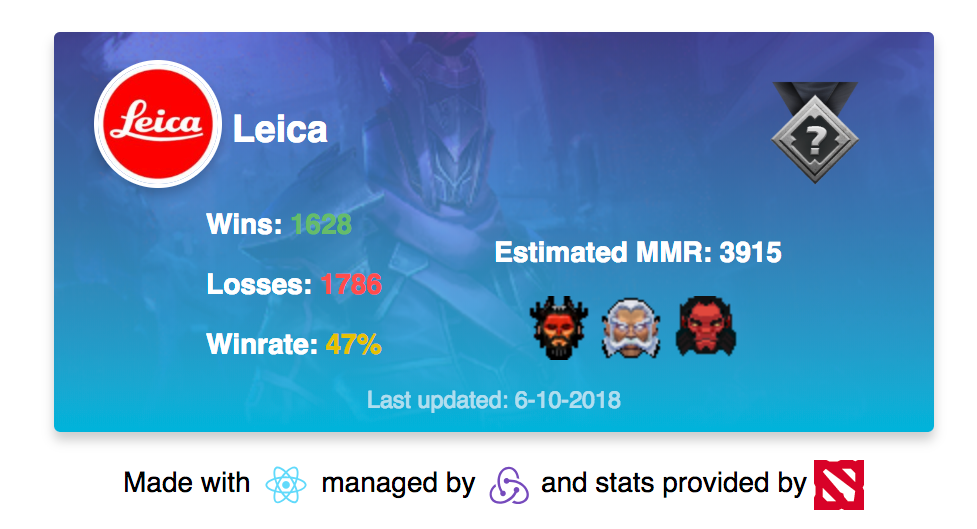 Leica
Leica
?
Wins: 1628
Estimated MMR: 3915
Losses: 1786
Winrate: 47%
Last updated: 6-10-2018
Made with managed by and stats provided by